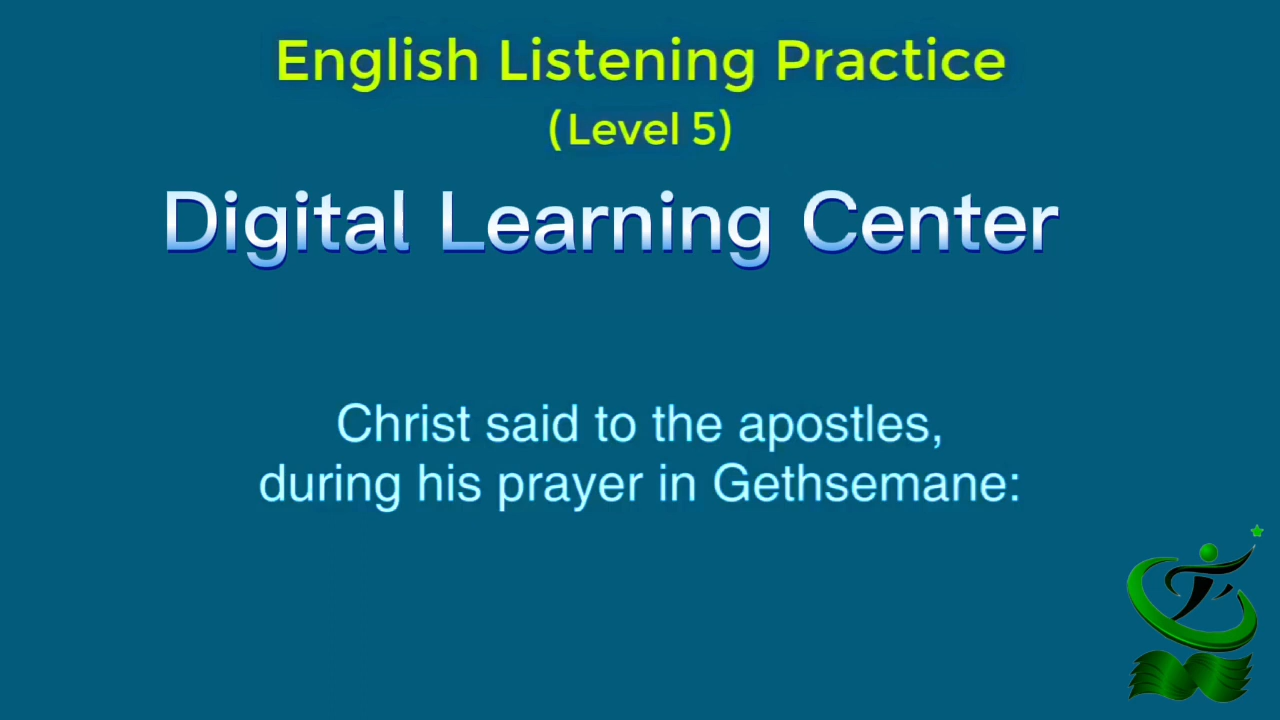 English Listening Practice
(Level 5)
Digital Learning Center
Christ said to the apostles,
during his prayer in Gethsemane: